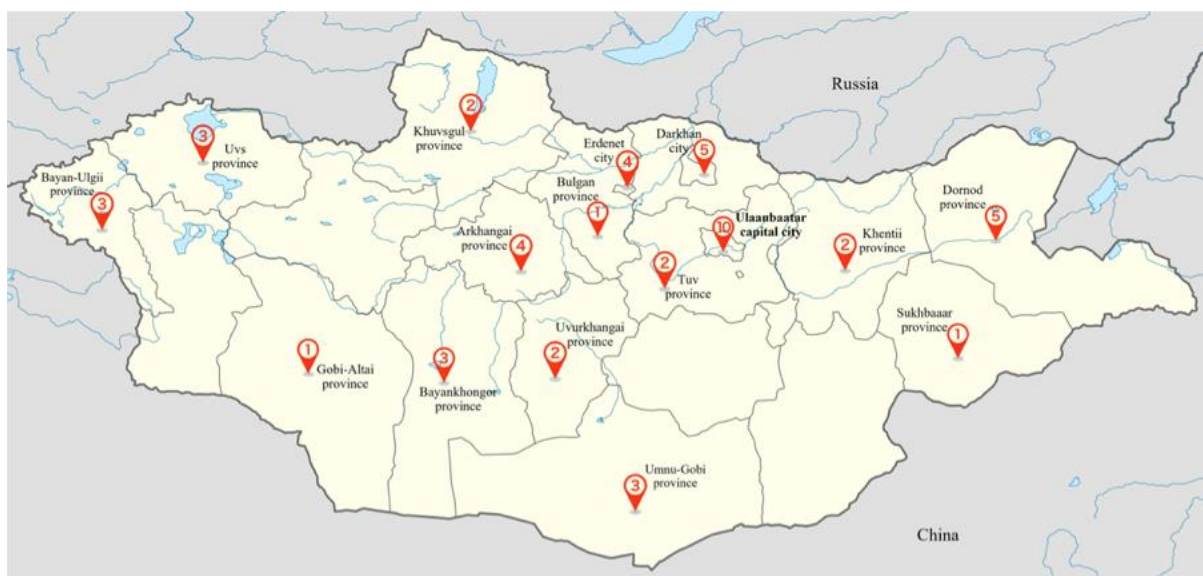 Russia
2
Khuvsgul
province
3
Uvs
province
Erdenet
city
4
Darkhan
city
5
Bayan-Ulgii
province
3
Bulgan
province
1
Dornod
province
5
Ulaanbaatar
capital city
10
Arkhangai
province
4
Khentii
province
2
2
Tuv
province
Sukhbaaar
province
1
Uvurkhangai
province
2
1
Gobi-Altai
province
3
Bayankhongor
province
Umnu-Gobi
province
3
China